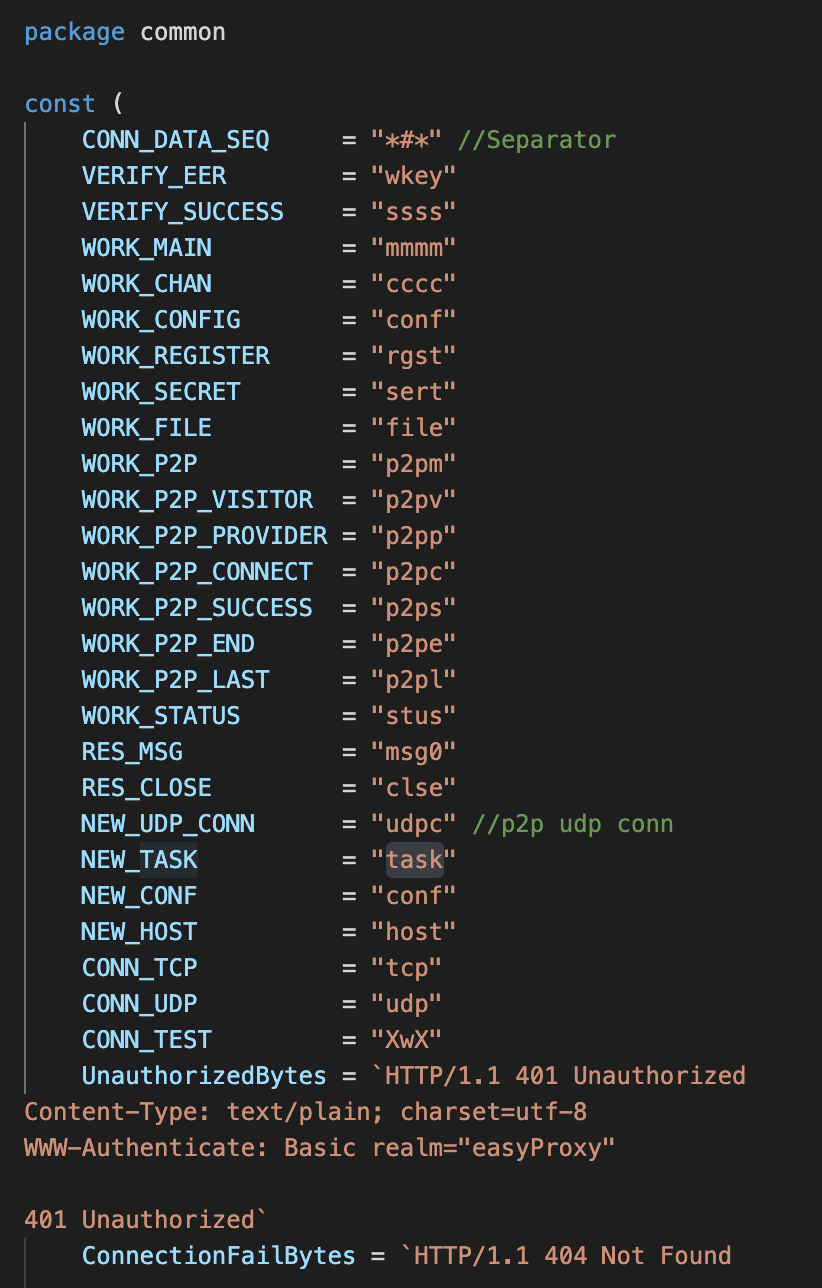 package common
const (
CONN_DATA_SEQ = "*#*" //Separator
VERIFY_EER = "wkey"
VERIFY_SUCCESS = "ssss"
WORK_MAIN = "mmmm"
WORK_CHAN = "cccc"
WORK_CONFIG = "conf"
WORK_REGISTER = "rgst"
WORK_SECRET = "sert"
WORK_FILE = "file"
WORK_P2P = "p2pm"
WORK_P2P_VISITOR = "p2pv"
WORK_P2P_PROVIDER = "p2pp"
WORK_P2P_CONNECT = "p2pc"
WORK_P2P_SUCCESS = "p2ps"
WORK_P2P_END = "p2pe"
WORK_P2P_LAST = "p2pl"
WORK_STATUS = "stus"
RES_MSG = "msg0"
RES_CLOSE = "clse"
NEW_UDP_CONN = "udpc" //p2p udp conn
NEW_TASK = "task"
NEW_CONF = "conf"
NEW_HOST = "host"
CONN_TCP = "tcp"
CONN_UDP = "udp"
CONN_TEST = "XwX"
UnauthorizedBytes = `HTTP/1.1 401 Unauthorized
Content-Type: text/plain; charset=utf-8
WWW-Authenticate: Basic realm="easyProxy"
401 Unauthorized`
ConnectionFailBytes = `HTTP/1.1 404 Not Found